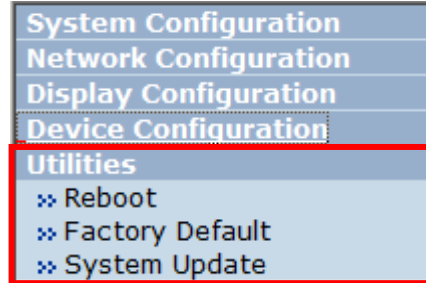 System Configuration
Network Configuration
Display Configuration
Device Configuration
Utilities
» Reboot
» Factory Default
» System Update